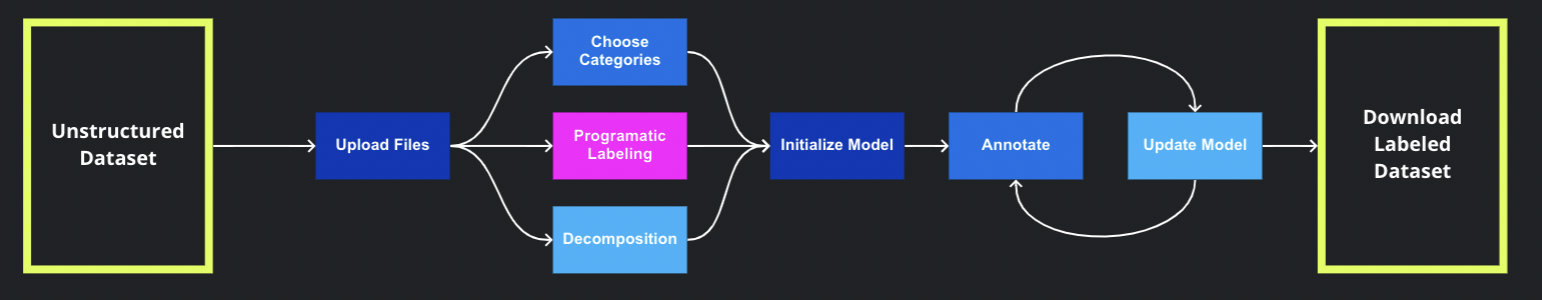 Unstructured
Dataset
Upload Files
Choose
Categories
Programatic
Labeling
Decomposition
Initialize Model
Annotate
Update Model
Download
Labeled
Dataset